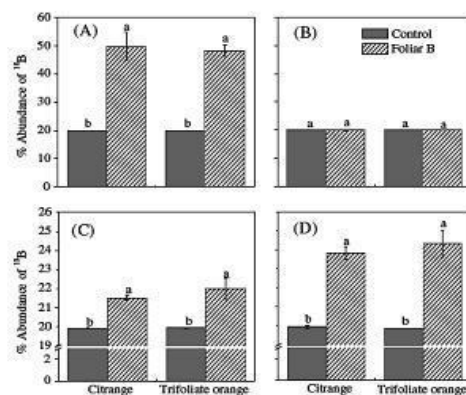 % Abundance of ¹⁰B
60
50
40
30
20
10
0
(A)
a
a
b
b
(B)
Control
Foliar B
a a a a
% Abundance of ¹⁰B
26
25
24
23
22
21
20
19
2
0
(C)
a
a
b
b
(D)
a
a
b
b
Citrange Trifoliate orange
Citrange Trifoliate orange